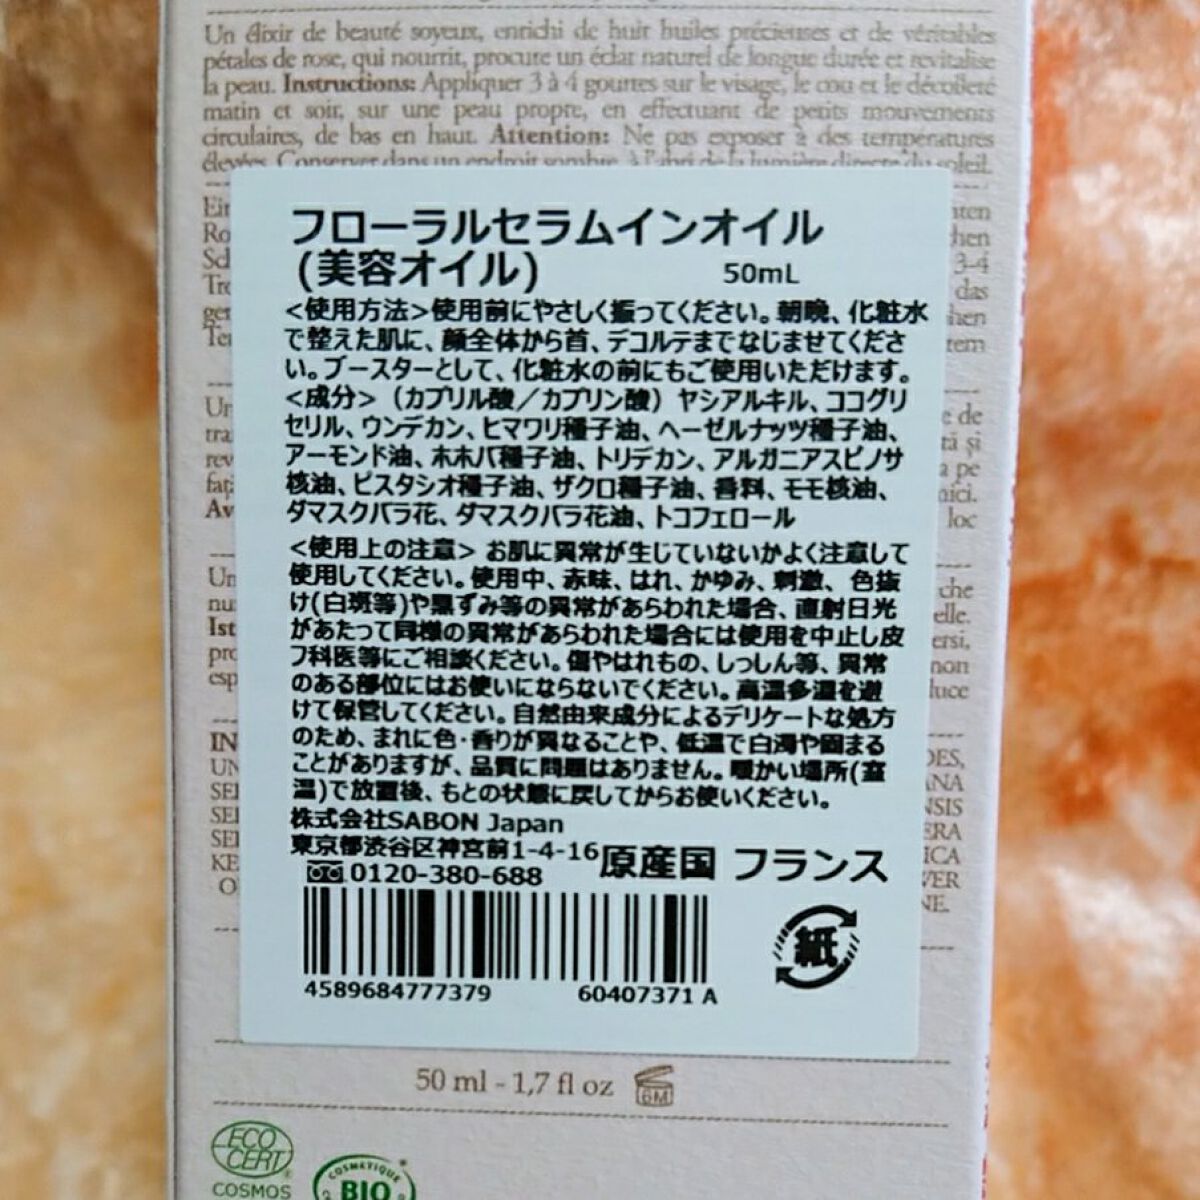 Un élixir de beauté soyeux, enrichi de huit huiles précieuses et de véritables
pétales de rose, qui nourrit, procure un éclat naturel de longue durée et revitalise
la peau. Instructions: Appliquer 3 à 4 gouttes sur le visage, le cou et le décolleté
matin et soir, sur une peau propre, en effectuant de petits mouvements
circulaires, de bas en haut. Attention: Ne pas exposer à des températures
élevées. Conserver dans un endroit sombre, à l'abri de la lumière directe du soleil.
フローラルセラムインオイル
(美容オイル) 50mL
<使用方法>使用前にやさしく振ってください。朝晩、化粧水
で整えた肌に、顔全体から首、デコルテまでなじませてくださ
い。ブースターとして、化粧水の前にもご使用いただけます。
<成分>（カプリル酸／カプリン酸）ヤシアルキル、ココグリ
セリル、ウンデカン、ヒマワリ種子油、ヘーゼルナッツ種子油、
アーモンド油、ホホバ種子油、トリデカン、アルガニアスピノサ
核油、ピスタシオ種子油、ザクロ種子油、香料、モモ核油、
ダマスクバラ花、ダマスクバラ花油、トコフェロール
<使用上の注意> お肌に異常が生じていないかよく注意して
使用してください。使用中、赤味、はれ、かゆみ、刺激、色抜
け(白斑等)や黒ずみ等の異常があらわれた場合、直射日光
があたって同様の異常があらわれた場合には使用を中止し皮
フ科医等にご相談ください。傷やはれもの、しっしん等、異常
のある部位にはお使いにならないでください。高温多湿を避
けて保管してください。自然由来成分によるデリケートな処方
のため、まれに色・香りが異なることや、低温で白濁や固まる
ことがありますが、品質に問題はありません。暖かい場所(室
温)で放置後、もとの状態に戻してからお使いください。
株式会社SABON Japan
東京都渋谷区神宮前1-4-16 原産国 フランス
0120-380-688
紙
4589684777379 60407371 A
50 ml - 1,7 fl oz 6M
ECO
CERT
COSMOS
COSMETIQUE
BIO